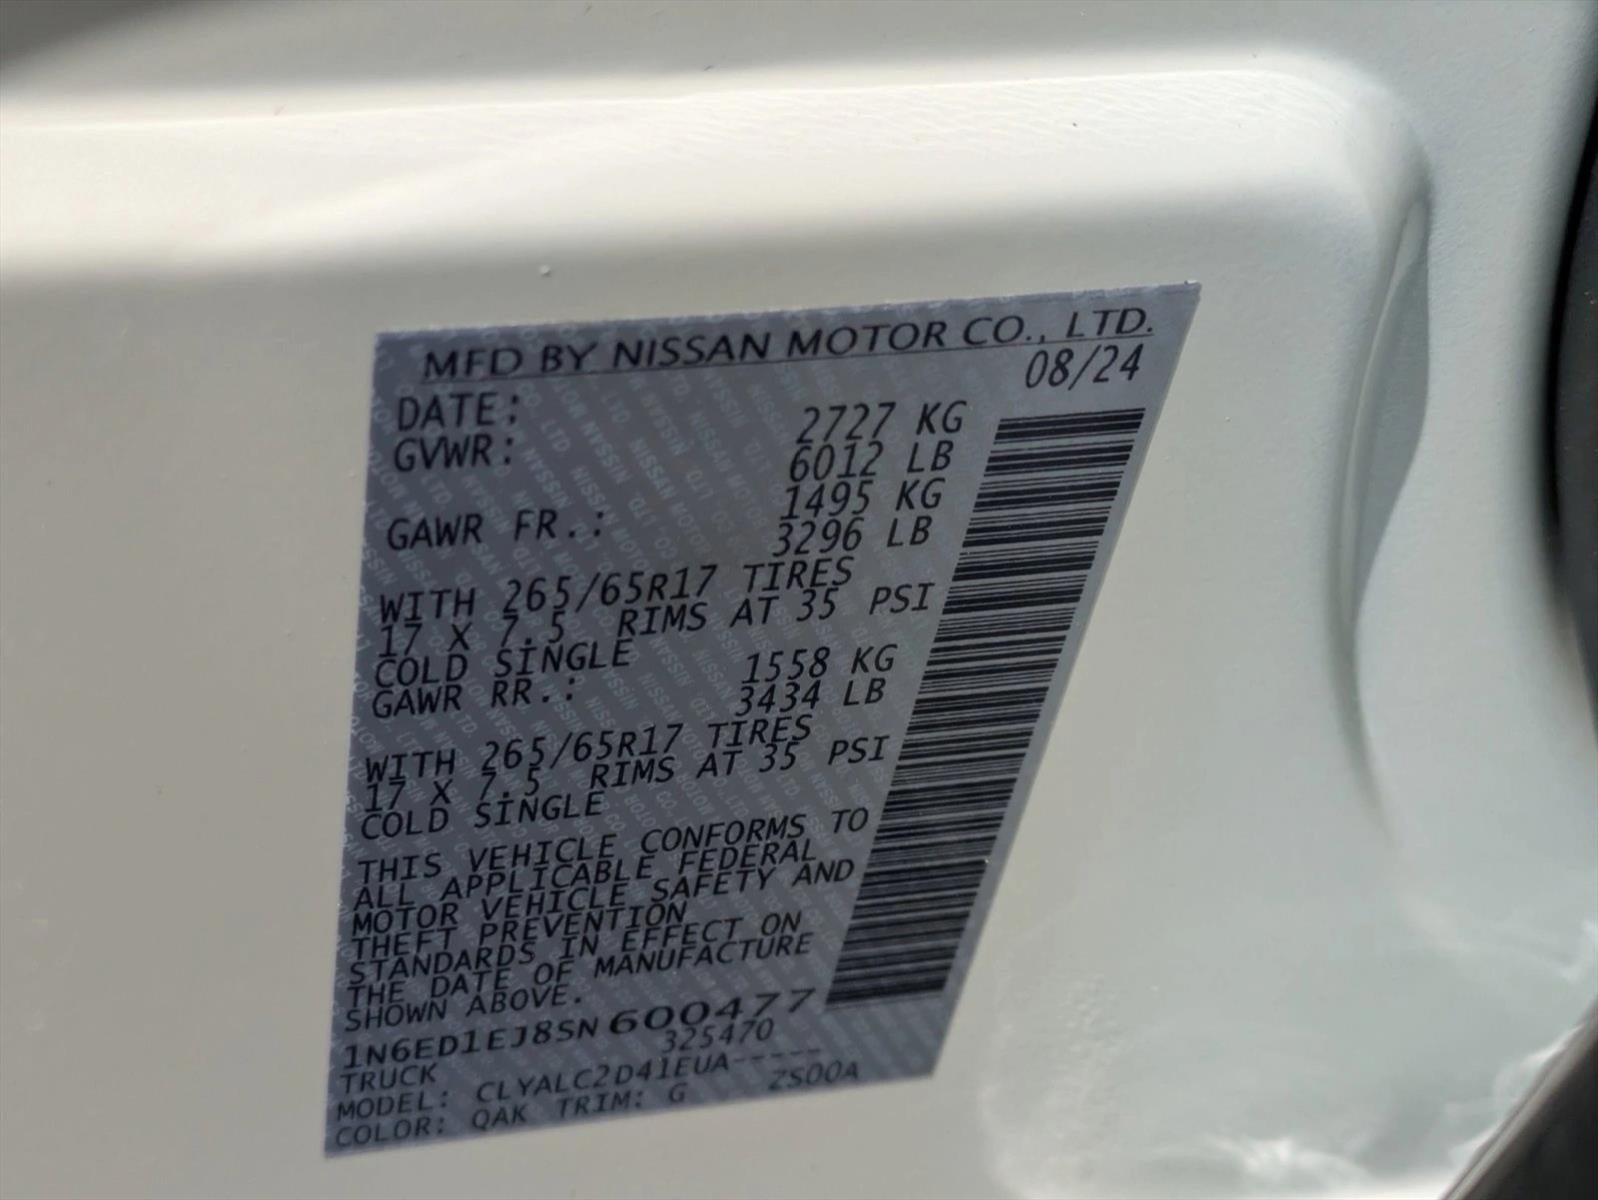 MFD BY NISSAN MOTOR CO., LTD.
DATE: 08/24
GVWR: 2727 KG
6012 LB
GAWR FR.: 1495 KG
3296 LB
WITH 265/65R17 TIRES
17 X 7.5 RIMS AT 35 PSI
COLD SINGLE
GAWR RR.: 1558 KG
3434 LB
WITH 265/65R17 TIRES
17 X 7.5 RIMS AT 35 PSI
COLD SINGLE
THIS VEHICLE CONFORMS TO
ALL APPLICABLE FEDERAL
MOTOR VEHICLE SAFETY AND
THEFT PREVENTION
STANDARDS IN EFFECT ON
THE DATE OF MANUFACTURE
SHOWN ABOVE.
1N6ED1EJ8SN600477
TRUCK 325470
MODEL: CLYALC2D41EUA-----
COLOR: QAK TRIM: G ZS00A